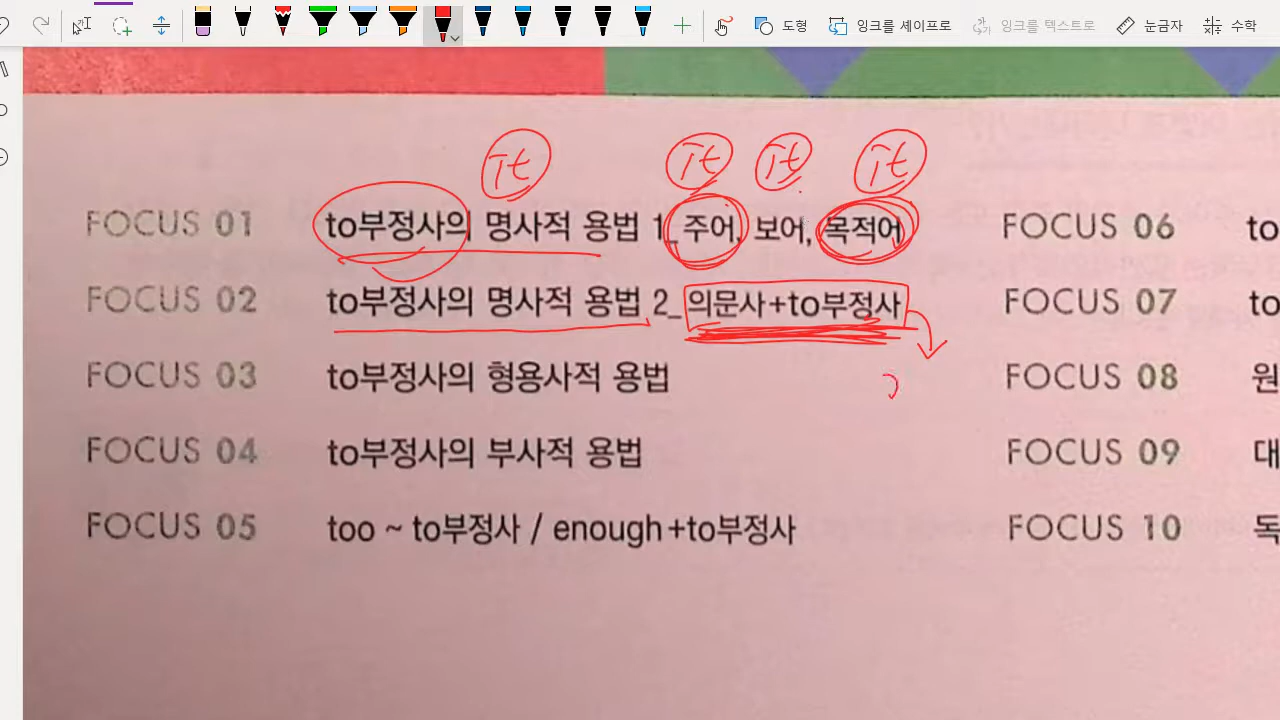 도형 잉크를 셰이프로 잉크를 텍스트로 눈금자 수학
It It It It
FOCUS 01 to부정사의 명사적 용법 1_주어, 보어, 목적어
FOCUS 02 to부정사의 명사적 용법 2_의문사+to부정사
FOCUS 03 to부정사의 형용사적 용법
FOCUS 04 to부정사의 부사적 용법
FOCUS 05 too ~ to부정사 / enough+to부정사
FOCUS 06 to
FOCUS 07 to
FOCUS 08 원
FOCUS 09 대
FOCUS 10 독